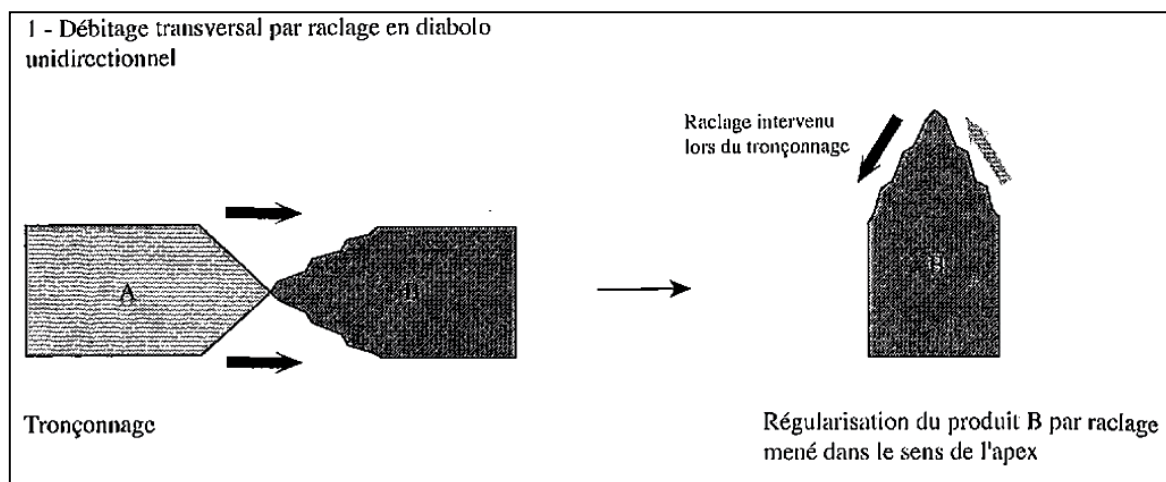 1 - Débitage transversal par raclage en diabolo
unidirectionnel
Raclage intervenu
lors du tronçonnage
A
B
B
Tronçonnage
Régularisation du produit B par raclage
mené dans le sens de l'apex